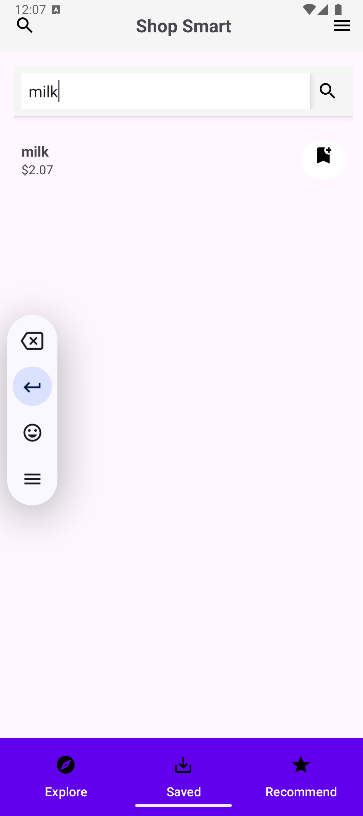 12:07 A
Shop Smart
milk
milk
$2.07
Explore
Saved
Recommend